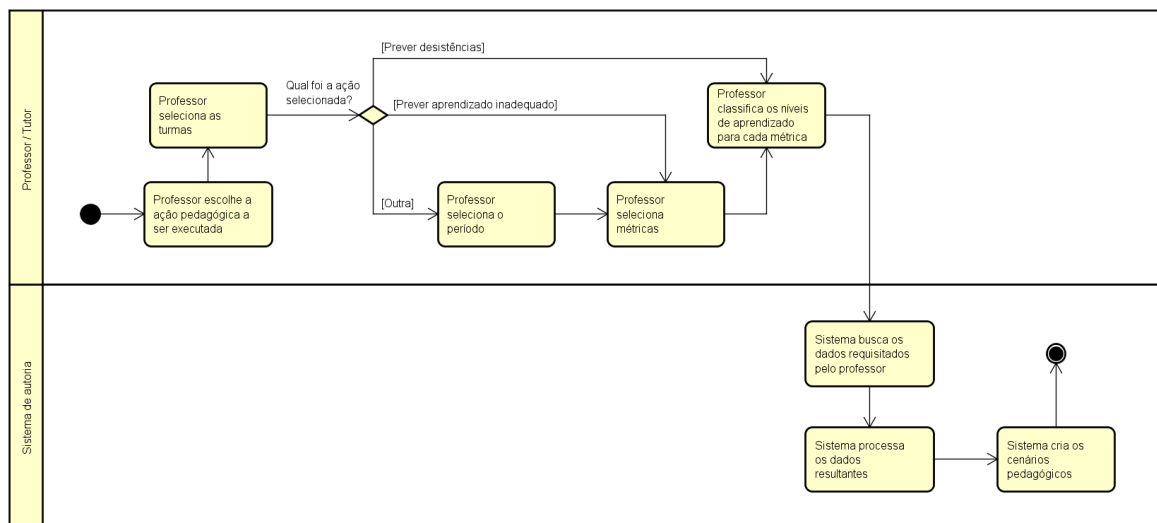 Professor / Tutor
[Prever desistências]
Qual foi a ação
selecionada?
Professor
seleciona as
turmas
[Prever aprendizado inadequado]
Professor
classifica os níveis
de aprendizado
para cada métrica
Professor escolhe a
ação pedagógica a
ser executada
[Outra]
Professor
seleciona o
período
Professor
seleciona
métricas
Sistema de autoria
Sistema busca os
dados requisitados
pelo professor
Sistema processa
os dados
resultantes
Sistema cria os
cenários
pedagógicos